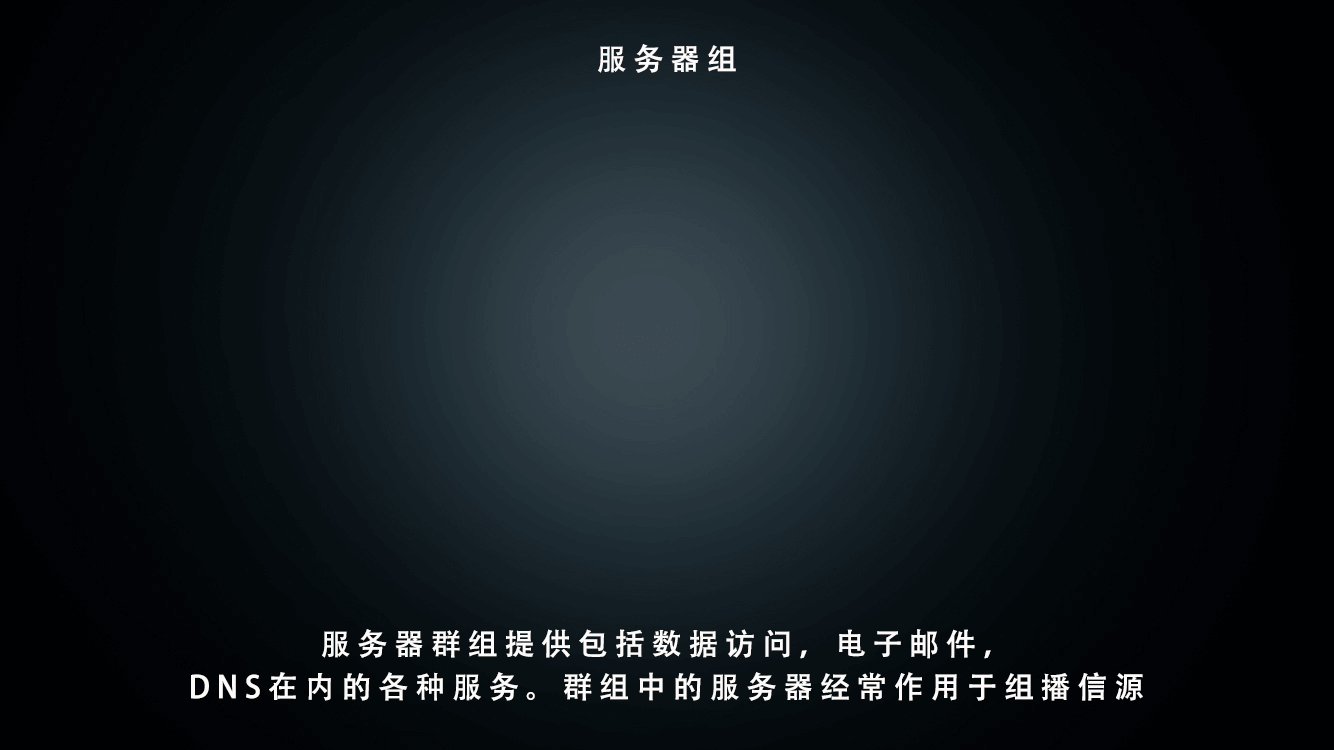 服务器组
服务器群组提供包括数据访问，电子邮件，
DNS在内的各种服务。群组中的服务器经常作用于组播信源